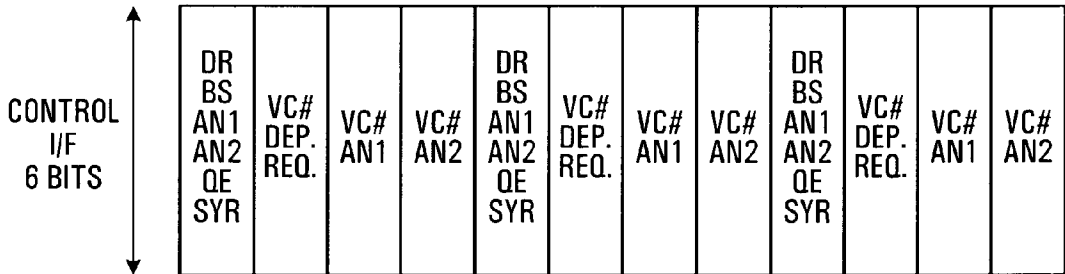 CONTROL
I/F
6 BITS
DR
BS
AN1
AN2
QE
SYR
VC#
DEP.
REQ.
VC#
AN1
VC#
AN2
DR
BS
AN1
AN2
QE
SYR
VC#
DEP.
REQ.
VC#
AN1
VC#
AN2
DR
BS
AN1
AN2
QE
SYR
VC#
DEP.
REQ.
VC#
AN1
VC#
AN2